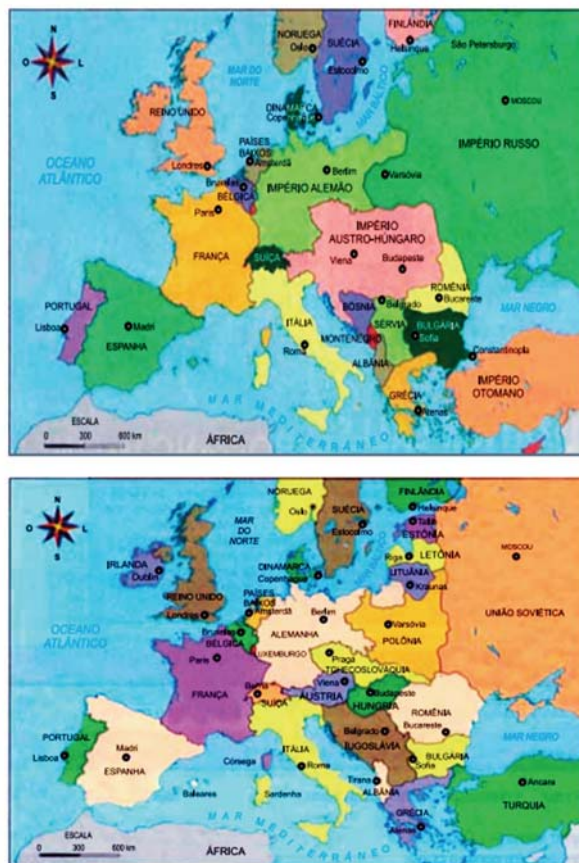 N
O L
S
NORUEGA
Oslo
SUÉCIA
Estocolmo
FINLÂNDIA
Helsinque
São Petersburgo
MAR DO
NORTE
MAR BÁLTICO
MOSCOU
DINAMARCA
Copenhague
REINO UNIDO
Londres
PAÍSES
BAIXOS
Amsterdã
IMPÉRIO RUSSO
OCEANO
ATLÂNTICO
Bruxelas
BÉLGICA
Berlim
IMPÉRIO ALEMÃO
Varsóvia
Paris
FRANÇA
SUÍÇA
IMPÉRIO
AUSTRO-HÚNGARO
Viena
Budapeste
ROMÊNIA
Bucareste
MAR NEGRO
PORTUGAL
Lisboa
Madri
ESPANHA
ITÁLIA
Roma
BÓSNIA
Belgrado
SÉRVIA
MONTENEGRO
BULGÁRIA
Sofia
ALBÂNIA
Constantinopla
GRÉCIA
Atenas
IMPÉRIO
OTOMANO
MAR MEDITERRÂNEO
ESCALA
0 300 600 km
ÁFRICA
N
O L
S
NORUEGA
Oslo
SUÉCIA
Estocolmo
FINLÂNDIA
Helsinque
Talin
ESTÔNIA
MAR
DO
NORTE
Riga
LETÔNIA
MOSCOU
IRLANDA
Dublin
DINAMARCA
Copenhague
LITUÂNIA
Kraunas
REINO UNIDO
Londres
PAÍSES
BAIXOS
Amsterdã
UNIÃO SOVIÉTICA
OCEANO
ATLÂNTICO
Bruxelas
BÉLGICA
Berlim
ALEMANHA
Varsóvia
POLÔNIA
LUXEMBURGO
Paris
FRANÇA
Praga
TCHECOSLOVÁQUIA
Berna
SUÍÇA
Viena
ÁUSTRIA
Budapeste
HUNGRIA
ROMÊNIA
Bucareste
MAR NEGRO
PORTUGAL
Lisboa
Madri
ESPANHA
Córsega
ITÁLIA
Roma
Belgrado
IUGOSLÁVIA
BULGÁRIA
Sofia
Tirana
ALBÂNIA
Baleares
Sardenha
GRÉCIA
Atenas
Ancara
TURQUIA
MAR MEDITERRÂNEO
ESCALA
0 300 600 km
ÁFRICA